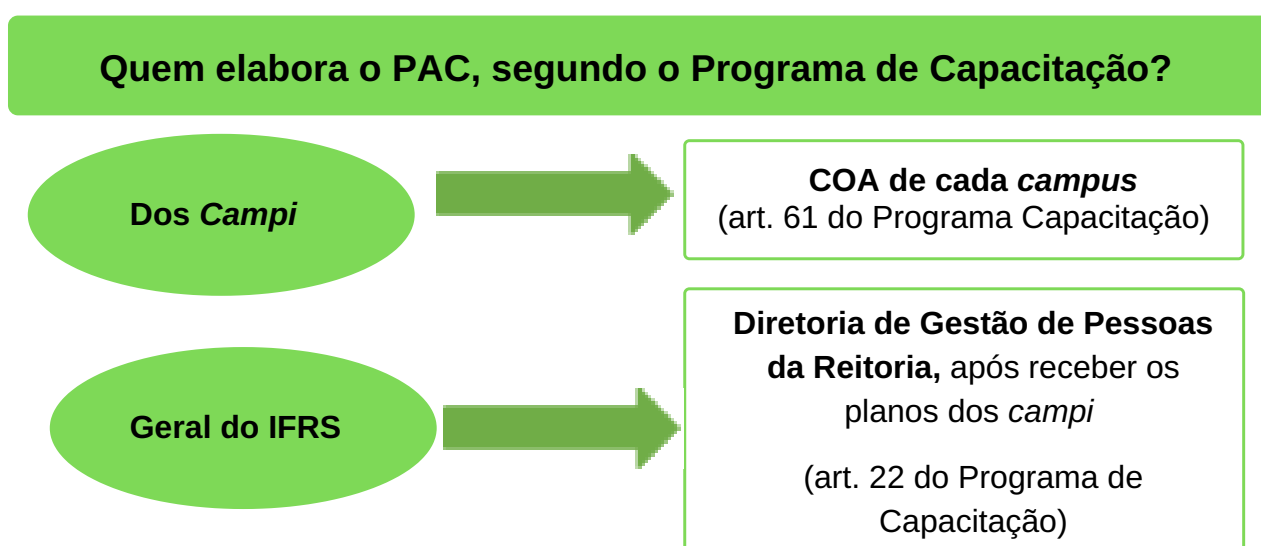 Quem elabora o PAC, segundo o Programa de Capacitação?
Dos Campi
COA de cada campus
(art. 61 do Programa Capacitação)
Geral do IFRS
Diretoria de Gestão de Pessoas
da Reitoria, após receber os
planos dos campi
(art. 22 do Programa de
Capacitação)